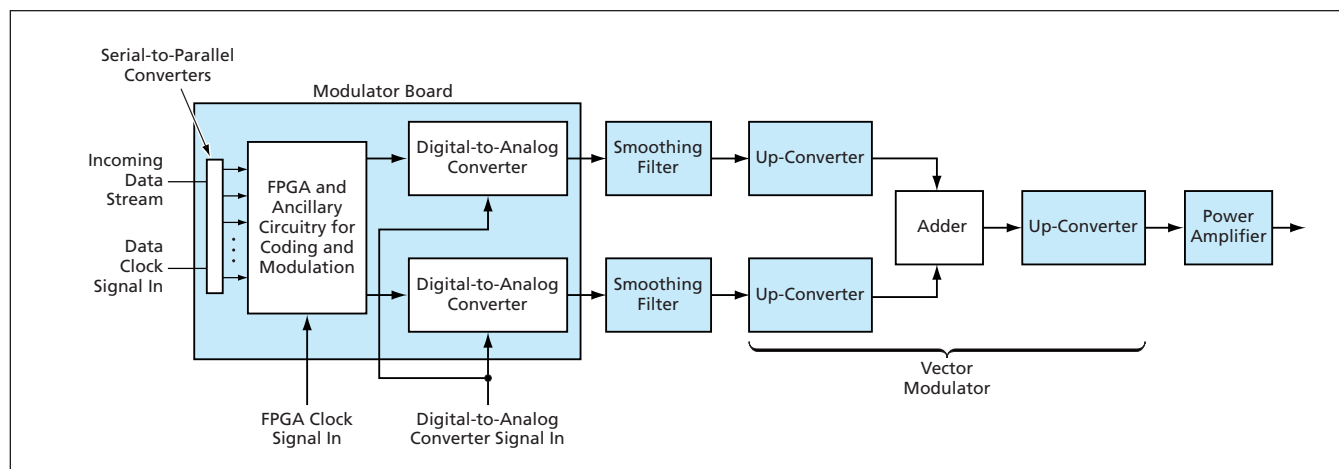 Serial-to-Parallel
Converters
Modulator Board
Incoming
Data
Stream
Data
Clock
Signal In
FPGA and
Ancillary
Circuitry for
Coding and
Modulation
Digital-to-Analog
Converter
Smoothing
Filter
Up-Converter
Digital-to-Analog
Converter
Smoothing
Filter
Up-Converter
Adder
Up-Converter
Power
Amplifier
Vector
Modulator
FPGA Clock
Signal In
Digital-to-Analog
Converter Signal In